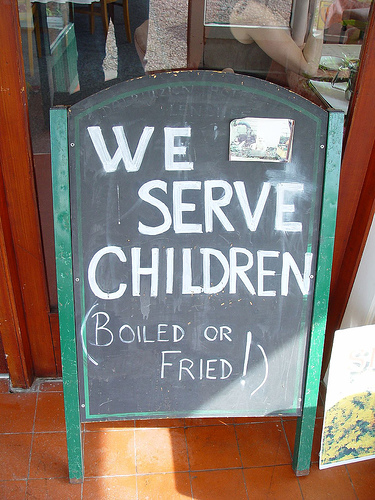 WE
SERVE
CHILDREN
(BOILED OR
FRIED!)